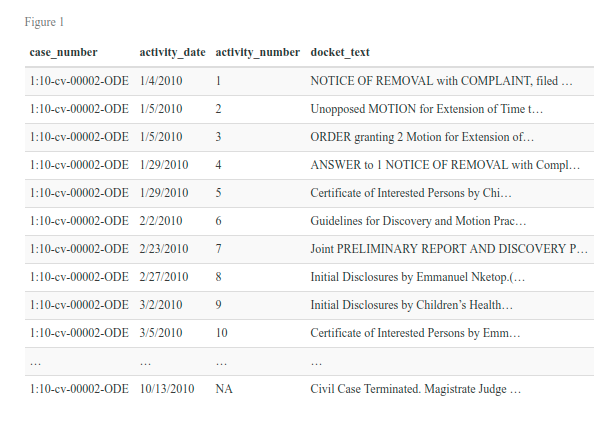 Figure 1
case_number activity_date activity_number docket_text
1:10-cv-00002-ODE 1/4/2010 1 NOTICE OF REMOVAL with COMPLAINT, filed …
1:10-cv-00002-ODE 1/5/2010 2 Unopposed MOTION for Extension of Time t…
1:10-cv-00002-ODE 1/5/2010 3 ORDER granting 2 Motion for Extension of…
1:10-cv-00002-ODE 1/29/2010 4 ANSWER to 1 NOTICE OF REMOVAL with Compl…
1:10-cv-00002-ODE 1/29/2010 5 Certificate of Interested Persons by Chi…
1:10-cv-00002-ODE 2/2/2010 6 Guidelines for Discovery and Motion Prac…
1:10-cv-00002-ODE 2/23/2010 7 Joint PRELIMINARY REPORT AND DISCOVERY P…
1:10-cv-00002-ODE 2/27/2010 8 Initial Disclosures by Emmanuel Nketop.(…
1:10-cv-00002-ODE 3/2/2010 9 Initial Disclosures by Children’s Health…
1:10-cv-00002-ODE 3/5/2010 10 Certificate of Interested Persons by Emm…
… … … …
1:10-cv-00002-ODE 10/13/2010 NA Civil Case Terminated. Magistrate Judge …